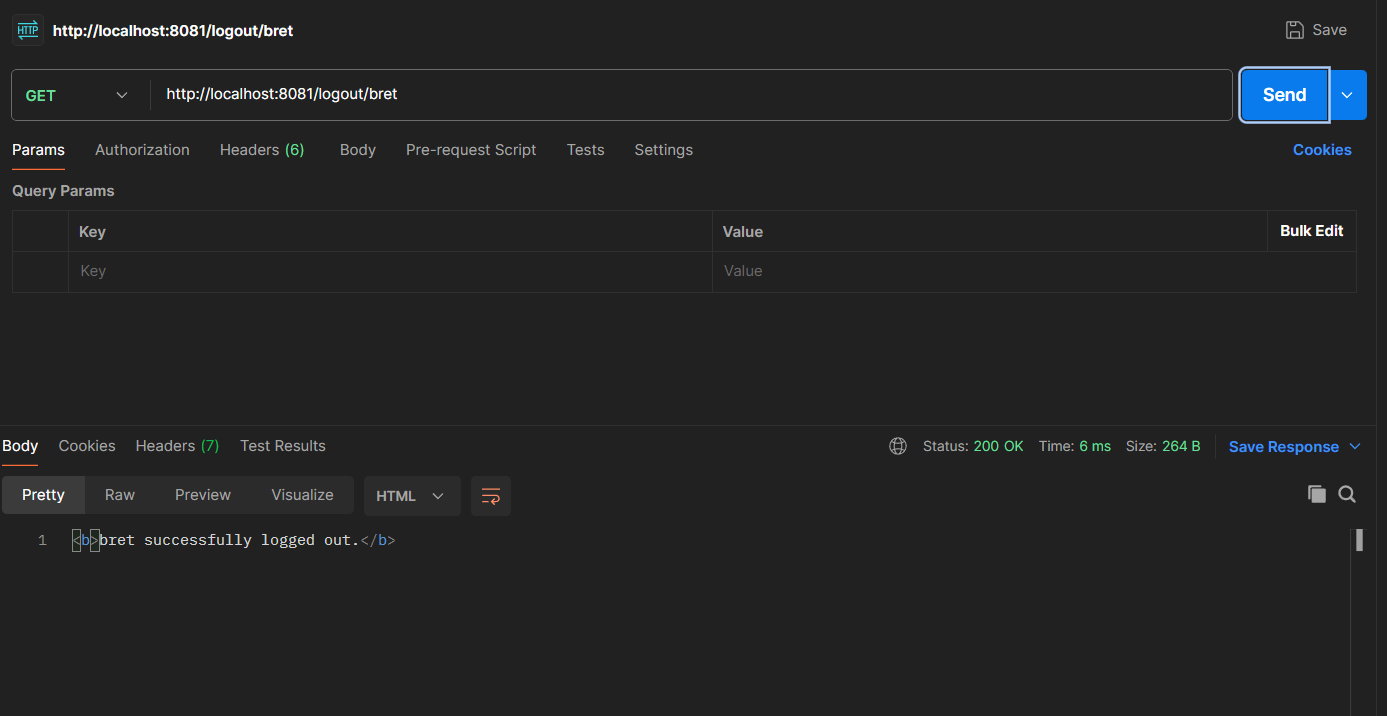 HTTP http://localhost:8081/logout/bret Save
GET http://localhost:8081/logout/bret Send
Params Authorization Headers (6) Body Pre-request Script Tests Settings Cookies
Query Params
Key Value Bulk Edit
Key Value
Body Cookies Headers (7) Test Results Status: 200 OK Time: 6 ms Size: 264 B Save Response
Pretty Raw Preview Visualize HTML
1 <b>bret successfully logged out.</b>